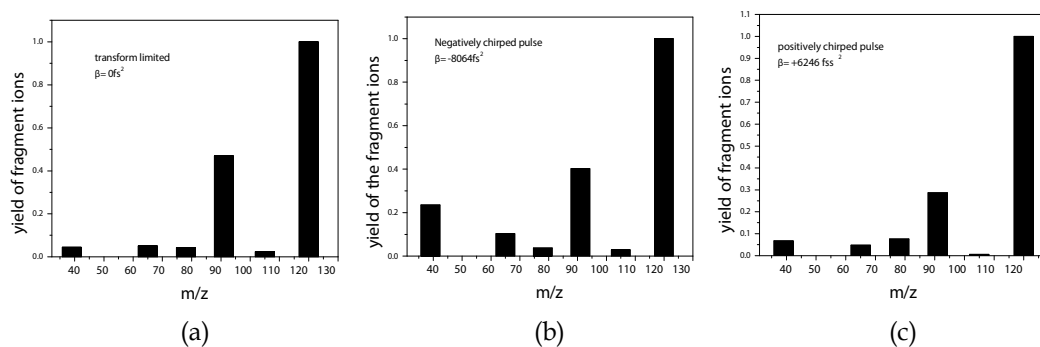 transform limited
β= 0fs²
yield of fragment ions
1.0
0.8
0.6
0.4
0.2
0.0
40 50 60 70 80 90 100 110 120 130
m/z
(a)
Negatively chirped pulse
β= -8064fs²
yield of the fragment ions
1.0
0.8
0.6
0.4
0.2
0.0
40 50 60 70 80 90 100 110 120 130
m/z
(b)
positively chirped pulse
β= +6246 fss ²
yield of fragment ions
1.1
1.0
0.9
0.8
0.7
0.6
0.5
0.4
0.3
0.2
0.1
0.0
40 50 60 70 80 90 100 110 120
m/z
(c)